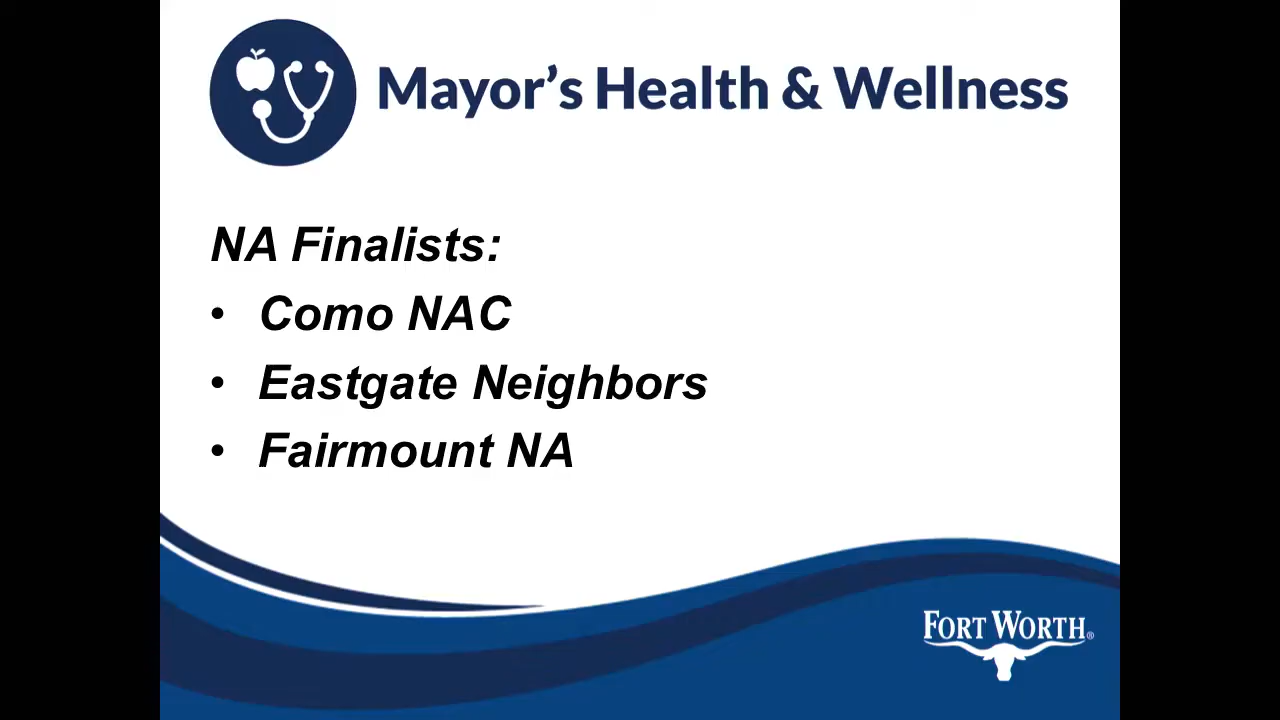 Mayor's Health & Wellness
NA Finalists:
• Como NAC
• Eastgate Neighbors
• Fairmount NA
FORT WORTH®